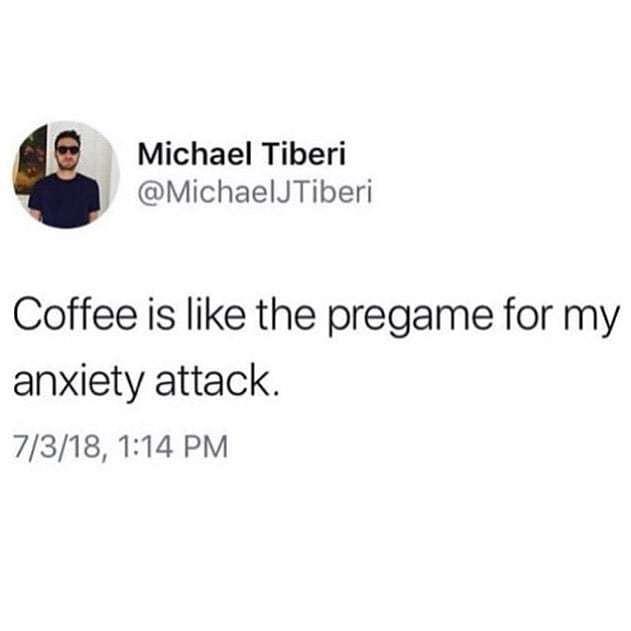 Michael Tiberi
@MichaelJTiberi
Coffee is like the pregame for my
anxiety attack.
7/3/18, 1:14 PM